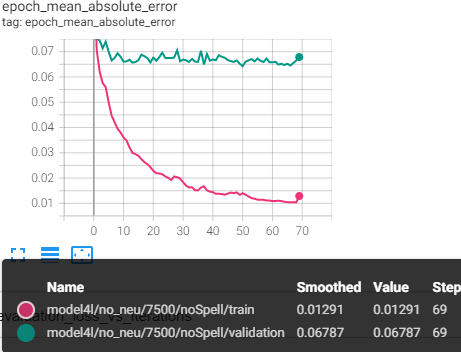 epoch_mean_absolute_error
tag: epoch_mean_absolute_error
0.07
0.06
0.05
0.04
0.03
0.02
0.01
0 10 20 30 40 50 60 70
Smoothed Value Step
model4l/no_neu/7500/noSpell/train 0.01291 0.01291 69
evaluation_loss_vs_iterations
model4l/no_neu/7500/noSpell/validation 0.06787 0.06787 69